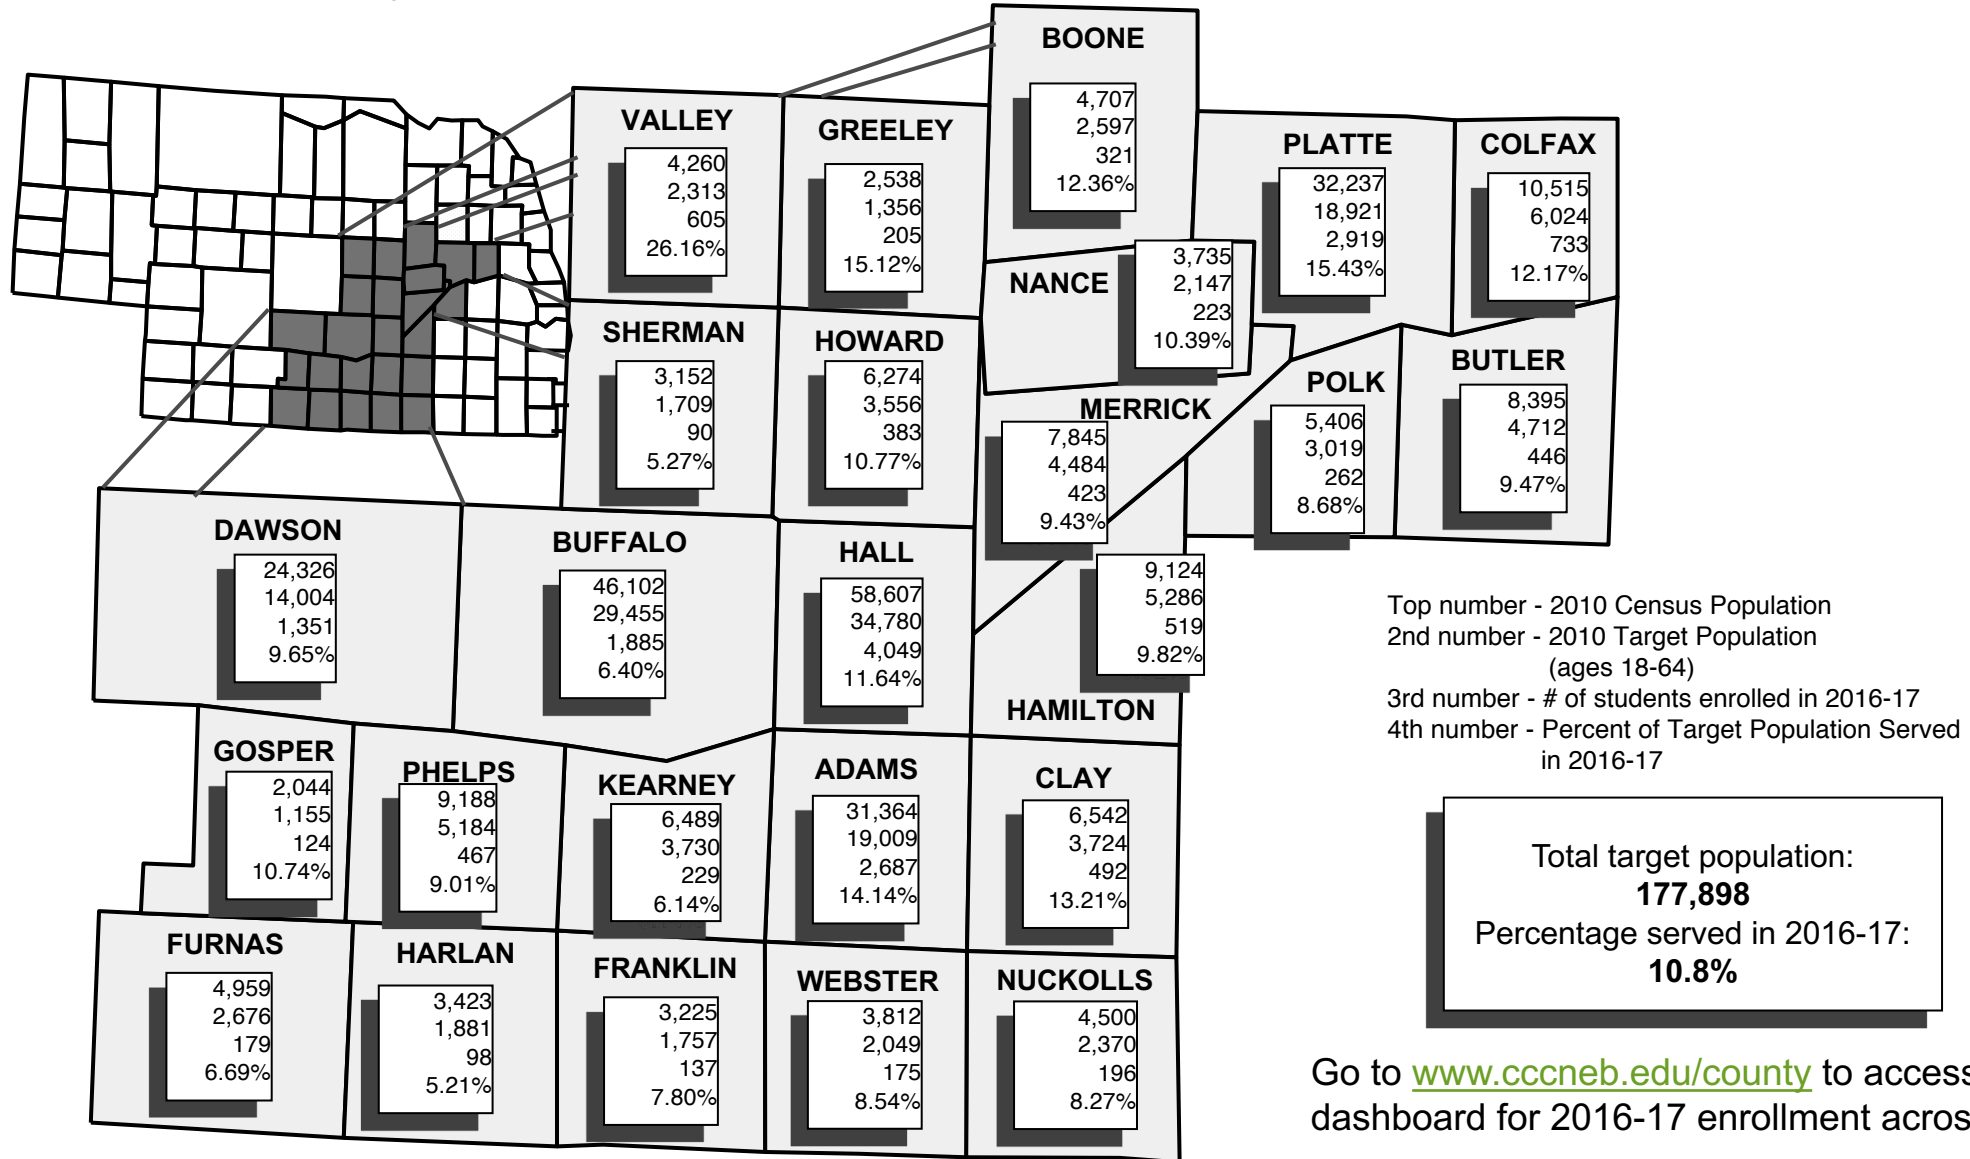 BOONE
4,707
2,597
321
12.36%
VALLEY
4,260
2,313
605
26.16%
GREELEY
2,538
1,356
205
15.12%
PLATTE
32,237
18,921
2,919
15.43%
COLFAX
10,515
6,024
733
12.17%
NANCE
3,735
2,147
223
10.39%
SHERMAN
3,152
1,709
90
5.27%
HOWARD
6,274
3,556
383
10.77%
MERRICK
7,845
4,484
423
9.43%
POLK
5,406
3,019
262
8.68%
BUTLER
8,395
4,712
446
9.47%
DAWSON
24,326
14,004
1,351
9.65%
BUFFALO
46,102
29,455
1,885
6.40%
HALL
58,607
34,780
4,049
11.64%
9,124
5,286
519
9.82%
HAMILTON
Top number - 2010 Census Population
2nd number - 2010 Target Population
(ages 18-64)
3rd number - # of students enrolled in 2016-17
4th number - Percent of Target Population Served
in 2016-17
GOSPER
2,044
1,155
124
10.74%
PHELPS
9,188
5,184
467
9.01%
KEARNEY
6,489
3,730
229
6.14%
ADAMS
31,364
19,009
2,687
14.14%
CLAY
6,542
3,724
492
13.21%
Total target population:
177,898
Percentage served in 2016-17:
10.8%
FURNAS
4,959
2,676
179
6.69%
HARLAN
3,423
1,881
98
5.21%
FRANKLIN
3,225
1,757
137
7.80%
WEBSTER
3,812
2,049
175
8.54%
NUCKOLLS
4,500
2,370
196
8.27%
Go to www.cccneb.edu/county to access
dashboard for 2016-17 enrollment acros